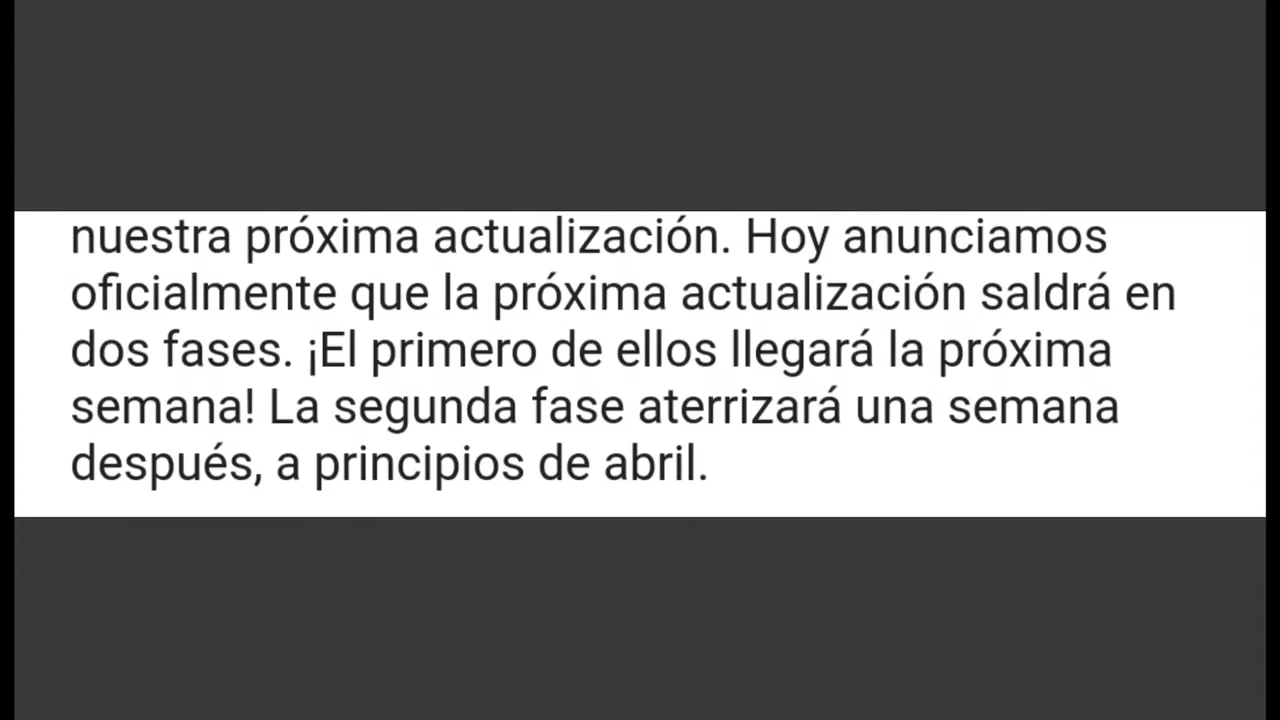 nuestra próxima actualización. Hoy anunciamos
oficialmente que la próxima actualización saldrá en
dos fases. ¡El primero de ellos llegará la próxima
semana! La segunda fase aterrizará una semana
después, a principios de abril.